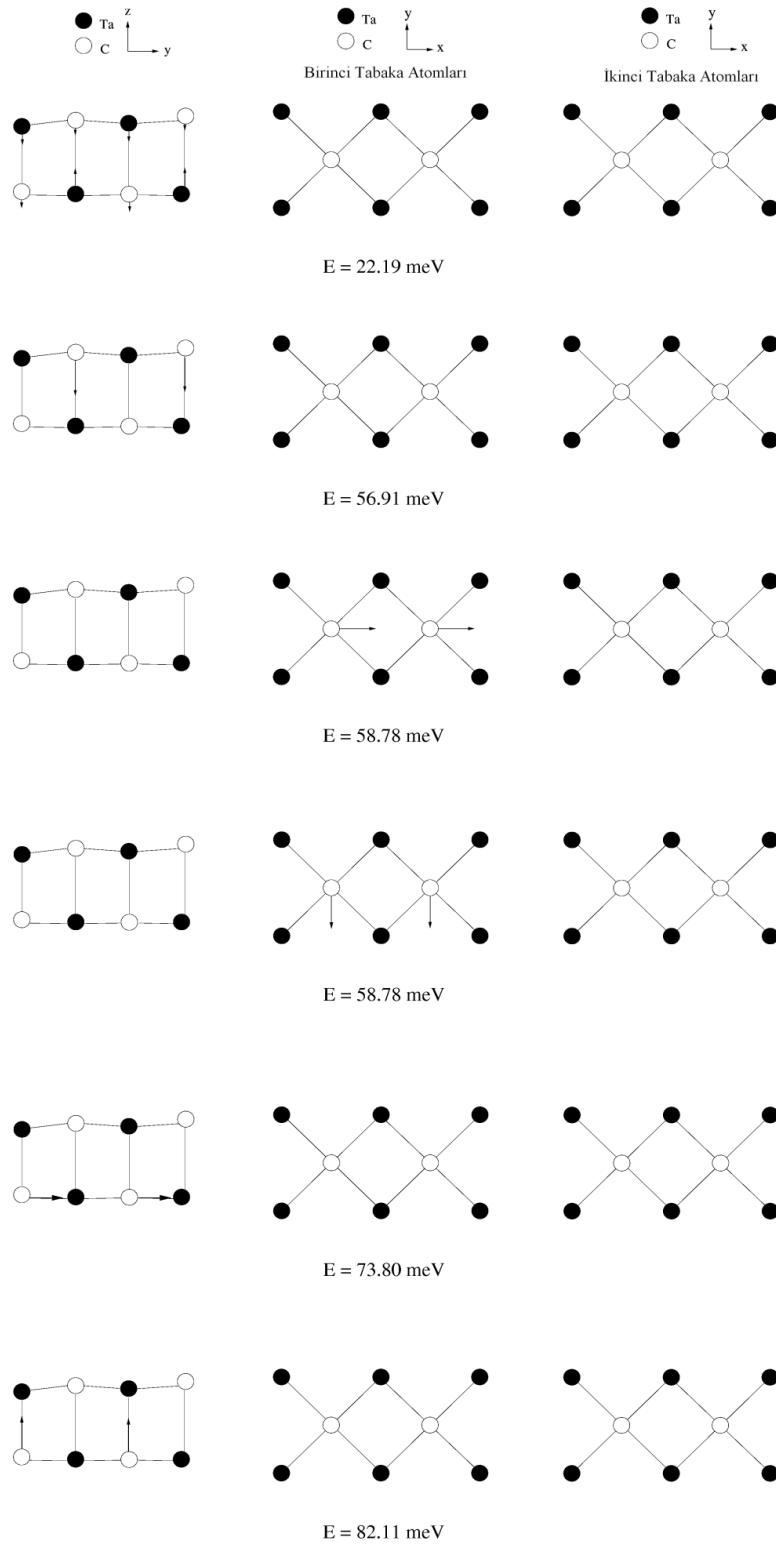 Ta
C
z
y
Ta
C
y
x
Birinci Tabaka Atomları
Ta
C
y
x
İkinci Tabaka Atomları
E = 22.19 meV
E = 56.91 meV
E = 58.78 meV
E = 58.78 meV
E = 73.80 meV
E = 82.11 meV